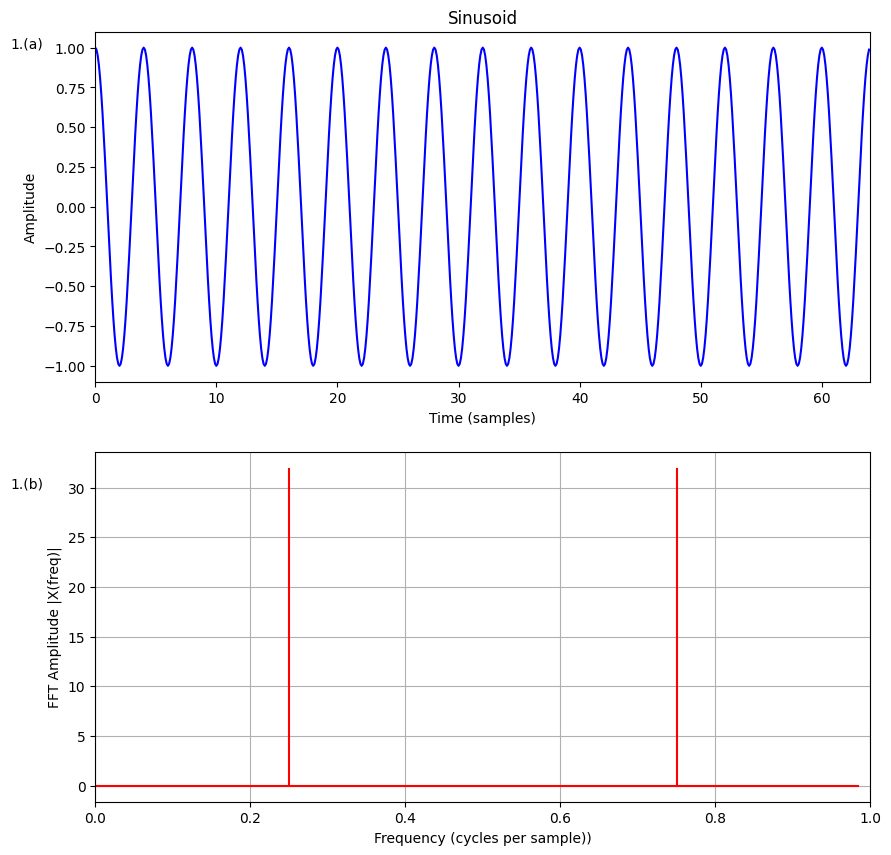 Sinusoid
1.(a)
1.00
0.75
0.50
0.25
0.00
−0.25
−0.50
−0.75
−1.00
Amplitude
0 10 20 30 40 50 60
Time (samples)
1.(b)
30
25
20
15
10
5
0
FFT Amplitude |X(freq)|
0.0 0.2 0.4 0.6 0.8 1.0
Frequency (cycles per sample))